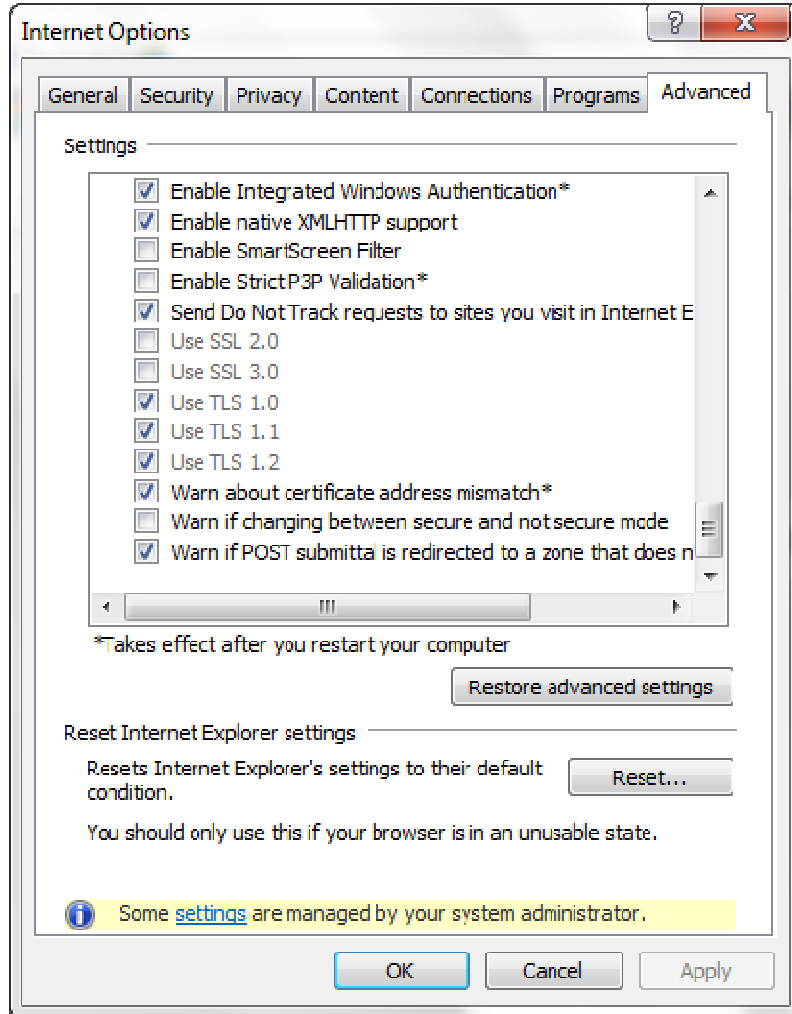 Internet Options
General Security Privacy Content Connections Programs Advanced
Settings
Enable Integrated Windows Authentication*
Enable native XMLHTTP support
Enable SmartScreen Filter
Enable Strict P3P Validation*
Send Do Not Track requests to sites you visit in Internet E
Use SSL 2.0
Use SSL 3.0
Use TLS 1.0
Use TLS 1.1
Use TLS 1.2
Warn about certificate address mismatch*
Warn if changing between secure and not secure mode
Warn if POST submittal is redirected to a zone that does n
*Takes effect after you restart your computer
Restore advanced settings
Reset Internet Explorer settings
Resets Internet Explorer's settings to their default
condition.
Reset...
You should only use this if your browser is in an unusable state.
Some settings are managed by your system administrator.
OK Cancel Apply